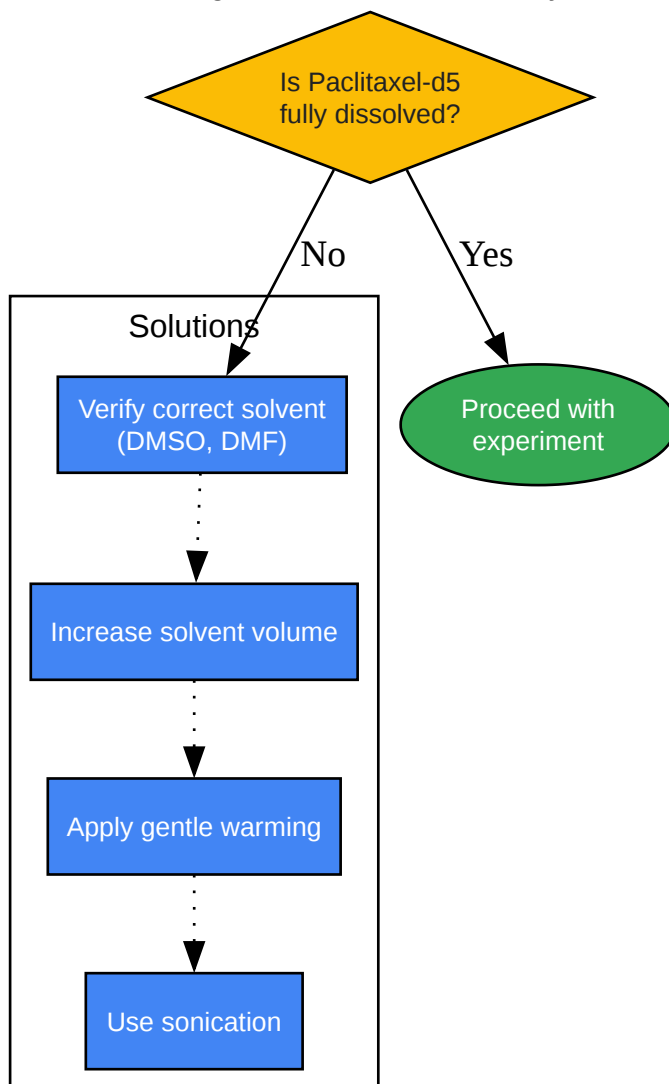 Is Paclitaxel-d5
fully dissolved?
No
Yes
Solutions
Verify correct solvent
(DMSO, DMF)
Proceed with
experiment
Increase solvent volume
Apply gentle warming
Use sonication